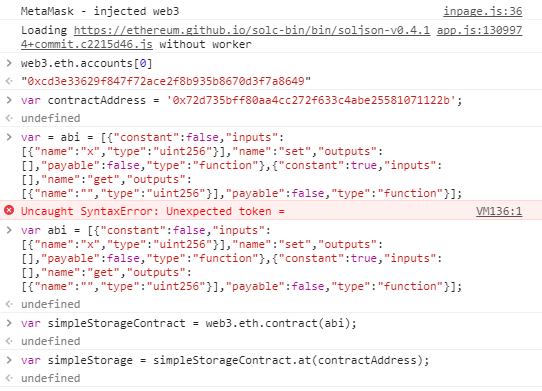 MetaMask - injected web3 inpage.js:36
Loading https://ethereum.github.io/solc-bin/bin/soljson-v0.4.1 app.js:130997
4+commit.c2215d46.js without worker
> web3.eth.accounts[0]
<· "0xcd3e33629f847f72ace2f8b935b8670d3f7a8649"
> var contractAddress = '0x72d735bff80aa4cc272f633c4abe25581071122b';
<· undefined
> var = abi = [{"constant":false,"inputs":
[{"name":"x","type":"uint256"}],"name":"set","outputs":
[],"payable":false,"type":"function"},{"constant":true,"inputs":
[],"name":"get","outputs":
[{"name":"","type":"uint256"}],"payable":false,"type":"function"}];
Uncaught SyntaxError: Unexpected token = VM136:1
> var abi = [{"constant":false,"inputs":
[{"name":"x","type":"uint256"}],"name":"set","outputs":
[],"payable":false,"type":"function"},{"constant":true,"inputs":
[],"name":"get","outputs":
[{"name":"","type":"uint256"}],"payable":false,"type":"function"}];
<· undefined
> var simpleStorageContract = web3.eth.contract(abi);
<· undefined
> var simpleStorage = simpleStorageContract.at(contractAddress);
<· undefined